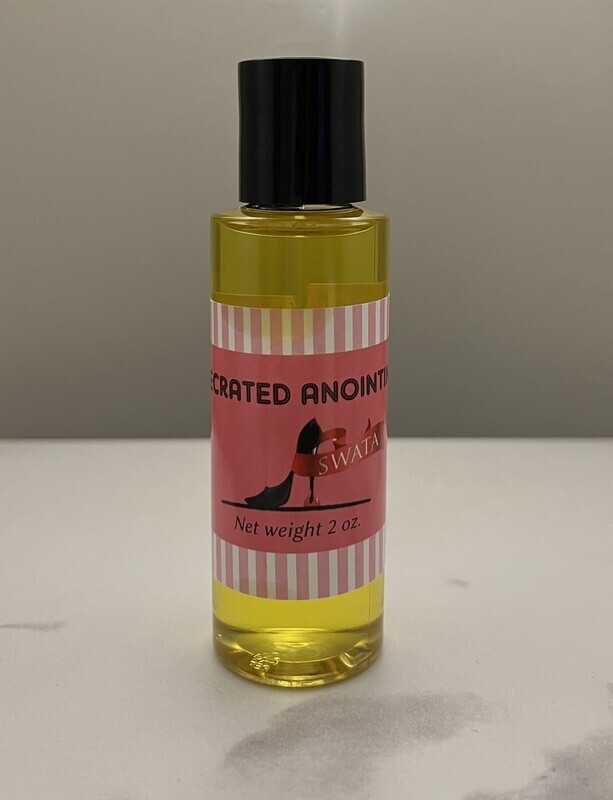 ECRATED ANOINTIN
SWATA
Net weight 2 oz.